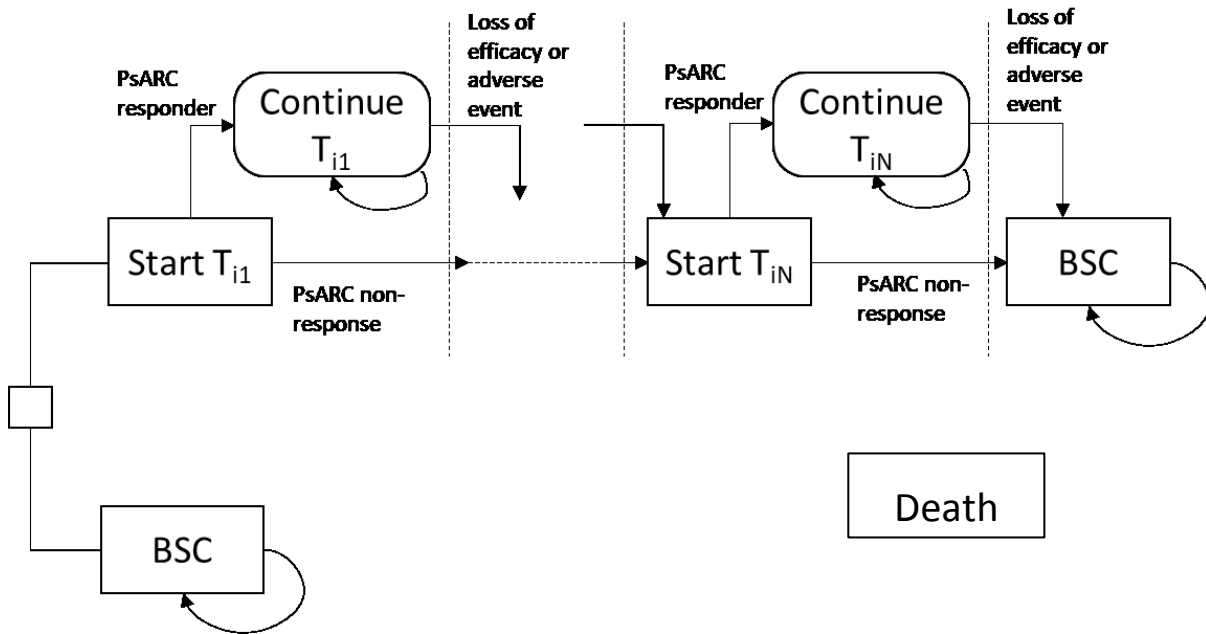 PsARC
responder
Continue
Ti1
Loss of
efficacy or
adverse
event
PsARC
responder
Continue
TiN
Loss of
efficacy or
adverse
event
Start Ti1
PsARC non-
response
Start TiN
PsARC non-
response
BSC
BSC
Death